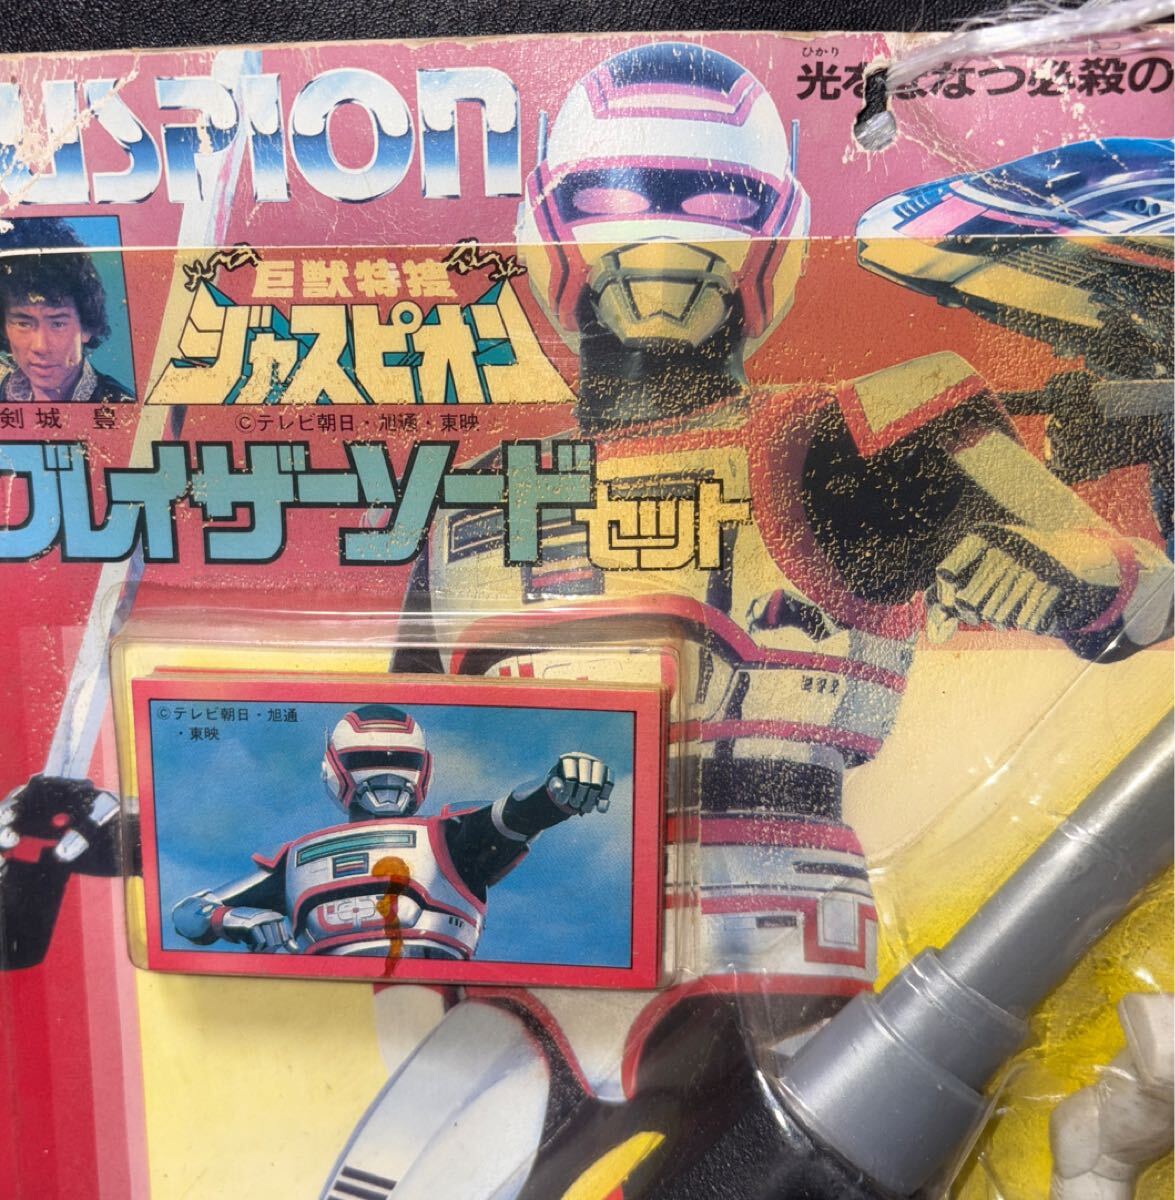 ひかり
光をはなつ必殺の
USPION
巨獣特捜
ジャスピオン
剣城 豊
©テレビ朝日・旭通・東映
ブレイザーソードセット
©テレビ朝日・旭通
・東映